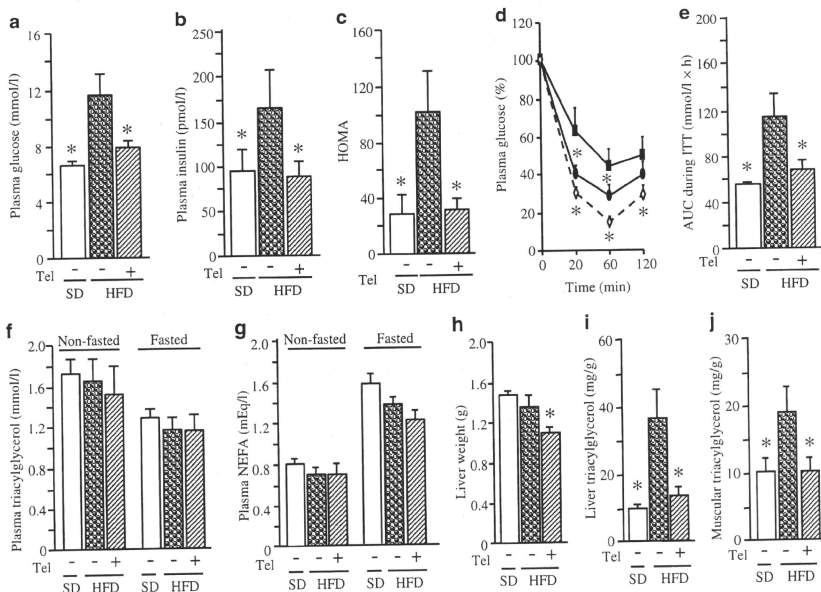 a
Plasma glucose (mmol/l)
16
12
8
4
0
*
*
Tel
-
-
+
SD
HFD
b
Plasma insulin (pmol/l)
250
200
150
100
50
0
*
*
Tel
-
-
+
SD
HFD
c
HOMA
160
120
80
40
0
*
*
Tel
-
-
+
SD
HFD
d
Plasma glucose (%)
120
100
80
60
40
20
0
*
*
*
*
*
0 20 60 120
Time (min)
e
AUC during ITT (mmol/l × h)
200
160
120
80
40
0
*
*
Tel
-
-
+
SD
HFD
f
Non-fasted Fasted
Plasma triacylglycerol (mmol/l)
2.0
1.6
1.2
0.8
0.4
0
Tel
- - + - - +
SD HFD SD HFD
g
Non-fasted Fasted
Plasma NEFA (mEq/l)
2.0
1.6
1.2
0.8
0.4
0
Tel
- - + - - +
SD HFD SD HFD
h
Liver weight (g)
2.0
1.6
1.2
0.8
0.4
0
*
Tel
- - +
SD HFD
i
Liver triacylglycerol (mg/g)
60
50
40
30
20
10
0
*
*
Tel
- - +
SD HFD
j
Muscular triacylglycerol (mg/g)
30
20
10
0
*
*
Tel
- - +
SD HFD